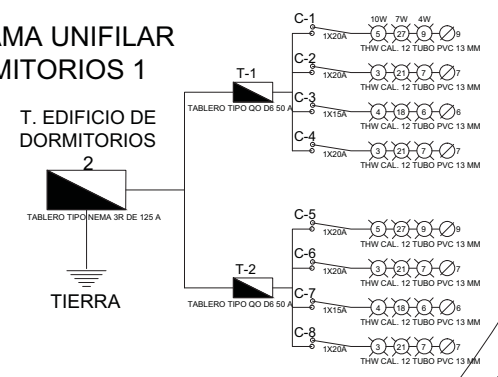 AMA UNIFILAR
MITORIOS 1
T. EDIFICIO DE
DORMITORIOS
2
TABLERO TIPO NEMA 3R DE 125 A
TIERRA
T-1
TABLERO TIPO QO D6 50 A
10W 7W 4W
C-1
1X20A
5 27 9 9
THW CAL. 12 TUBO PVC 13 MM
C-2
1X20A
3 21 7 7
THW CAL. 12 TUBO PVC 13 MM
C-3
1X15A
4 18 6 6
THW CAL. 12 TUBO PVC 13 MM
C-4
1X20A
3 21 7 7
THW CAL. 12 TUBO PVC 13 MM
T-2
TABLERO TIPO QO D6 50 A
C-5
1X20A
5 27 9 9
THW CAL. 12 TUBO PVC 13 MM
C-6
1X20A
3 21 7 7
THW CAL. 12 TUBO PVC 13 MM
C-7
1X15A
4 18 6 6
THW CAL. 12 TUBO PVC 13 MM
C-8
1X20A
3 21 7 7
THW CAL. 12 TUBO PVC 13 MM